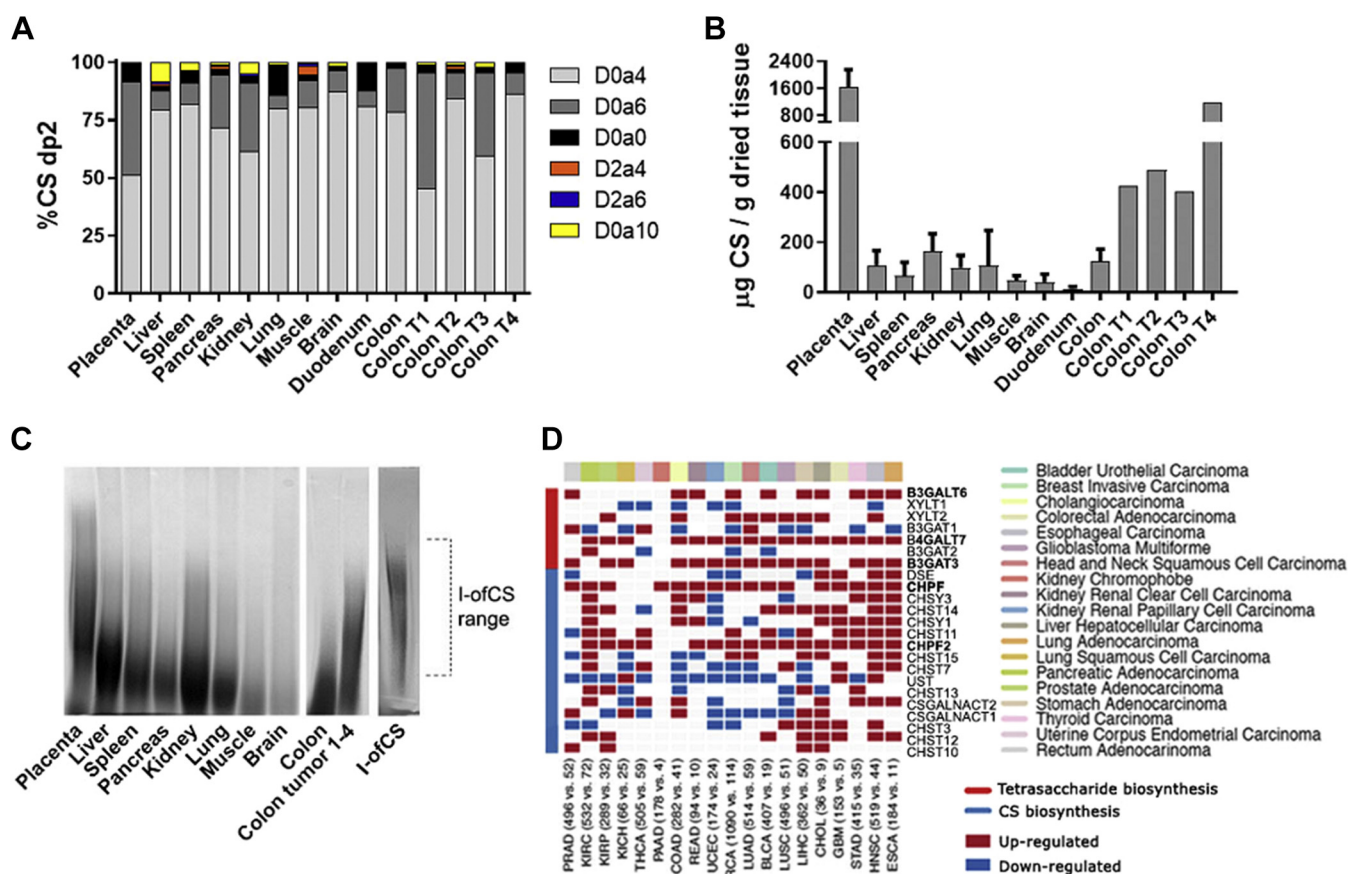 A
%CS dp2
100
75
50
25
0
Placenta
Liver
Spleen
Pancreas
Kidney
Lung
Muscle
Brain
Duodenum
Colon
Colon T1
Colon T2
Colon T3
Colon T4
D0a4
D0a6
D0a0
D2a4
D2a6
D0a10
B
µg CS / g dried tissue
2400
1600
800
600
400
200
0
Placenta
Liver
Spleen
Pancreas
Kidney
Lung
Muscle
Brain
Duodenum
Colon
Colon T1
Colon T2
Colon T3
Colon T4
C
l-ofCS
range
Placenta
Liver
Spleen
Pancreas
Kidney
Lung
Muscle
Brain
Colon
Colon tumor 1-4
l-ofCS
D
B3GALT6
XYLT1
XYLT2
B3GAT1
B4GALT7
B3GAT2
B3GAT3
DSE
CHPF
CHSY3
CHST14
CHSY1
CHST11
CHPF2
CHST15
CHST7
UST
CHST13
CSGALNACT2
CSGALNACT1
CHST3
CHST12
CHST10
PRAD (496 vs. 52)
KIRC (532 vs. 72)
KIRP (289 vs. 32)
KICH (66 vs. 25)
THCA (505 vs. 59)
PAAD (178 vs. 4)
COAD (282 vs. 41)
READ (94 vs. 10)
UCEC (174 vs. 24)
RCA (1090 vs. 114)
LUAD (514 vs. 59)
BLCA (407 vs. 19)
LUSC (496 vs. 51)
LIHC (362 vs. 50)
CHOL (36 vs. 9)
GBM (153 vs. 5)
STAD (415 vs. 35)
HNSC (519 vs. 44)
ESCA (184 vs. 11)
Bladder Urothelial Carcinoma
Breast Invasive Carcinoma
Cholangiocarcinoma
Colorectal Adenocarcinoma
Esophageal Carcinoma
Glioblastoma Multiforme
Head and Neck Squamous Cell Carcinoma
Kidney Chromophobe
Kidney Renal Clear Cell Carcinoma
Kidney Renal Papillary Cell Carcinoma
Liver Hepatocellular Carcinoma
Lung Adenocarcinoma
Lung Squamous Cell Carcinoma
Pancreatic Adenocarcinoma
Prostate Adenocarcinoma
Stomach Adenocarcinoma
Thyroid Carcinoma
Uterine Corpus Endometrial Carcinoma
Rectum Adenocarinoma
Tetrasaccharide biosynthesis
CS biosynthesis
Up-regulated
Down-regulated